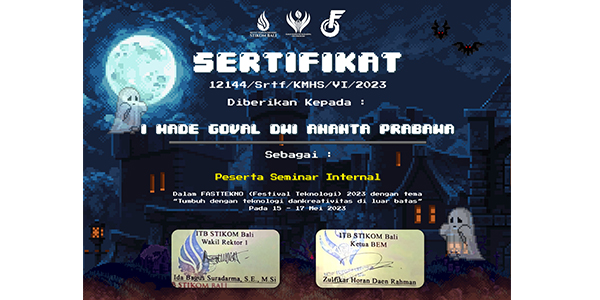 STIKOM BALI
SERTIFIKAT
12144/Srtf/KMHS/VI/2023
Diberikan Kepada :
I WADE GOVAL DWI ANANTA PRABAWA
Sebagai :
Peserta Seminar Internal
Dalam FASTTEKNO (Festival Teknologi) 2023 dengan tema
"Tumbuh dengan teknologi dankreativitas di luar batas"
Pada 15 - 17 Mei 2023
ITB STIKOM Bali
Wakil Rektor 1
Ida Bagus Suradarma, S.E., M.Si
STIKOM BALI
ITB STIKOM Bali
Ketua BEM
Zulfikar Horan Daen Rahman